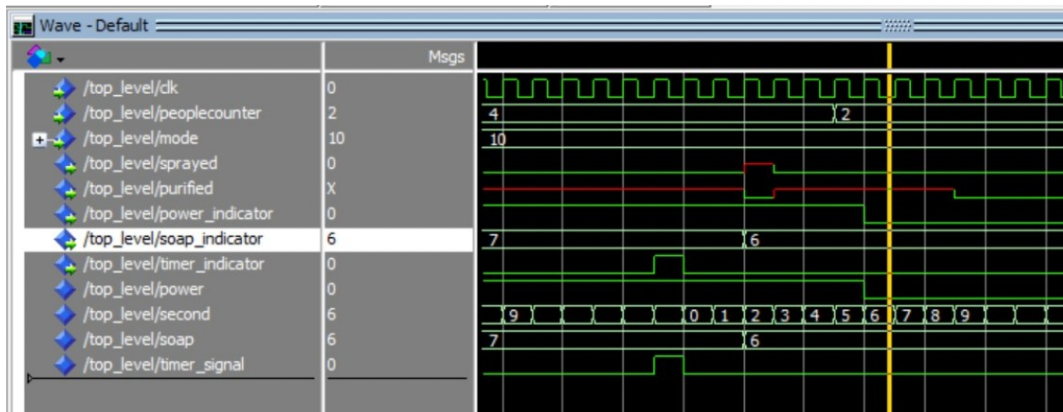 Wave - Default
Msgs
/top_level/clk 0
/top_level/peoplecounter 2 4 2
/top_level/mode 10 10
/top_level/sprayed 0
/top_level/purified X
/top_level/power_indicator 0
/top_level/soap_indicator 6 7 6
/top_level/timer_indicator 0
/top_level/power 0
/top_level/second 6 9 0 1 2 3 4 5 6 7 8 9
/top_level/soap 6 7 6
/top_level/timer_signal 0